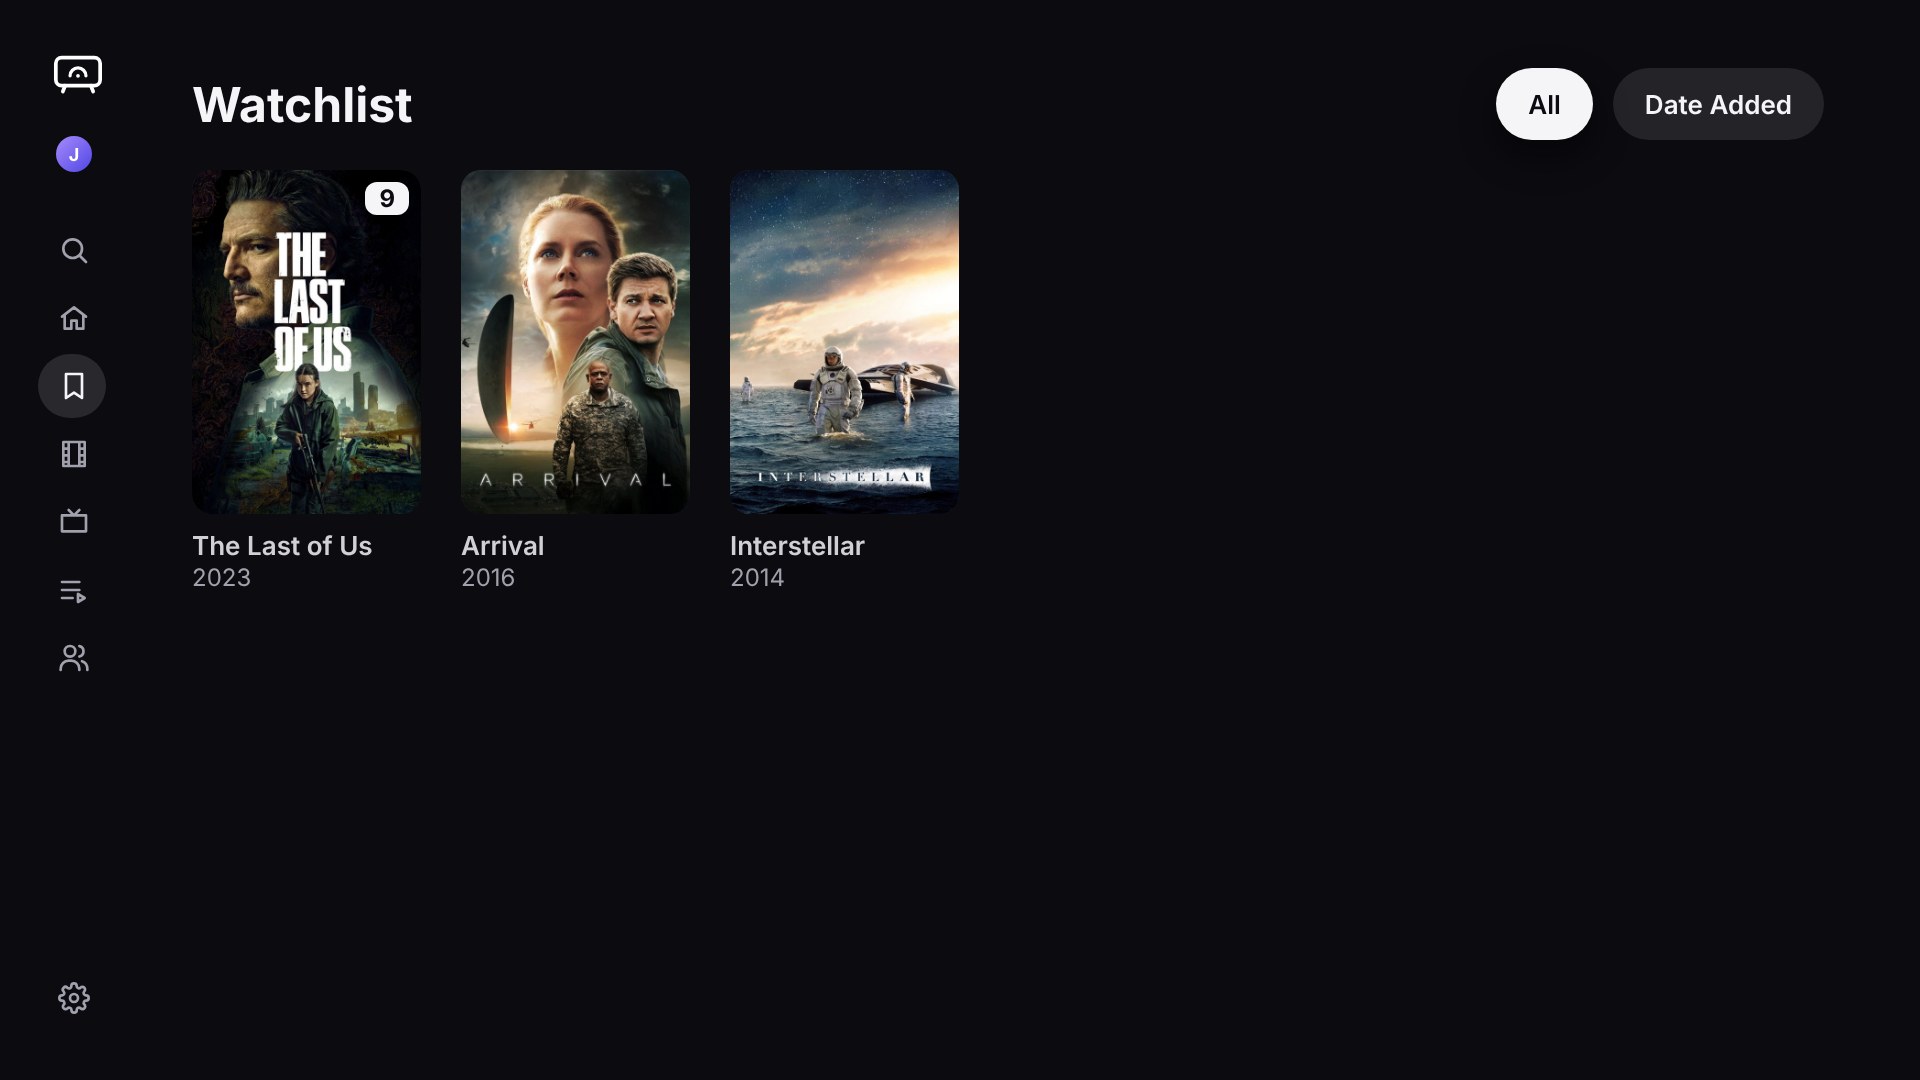 Watchlist
All
Date Added
J
9
THE
LAST
OF US
ARRIVAL
INTERSTELLAR
The Last of Us
2023
Arrival
2016
Interstellar
2014